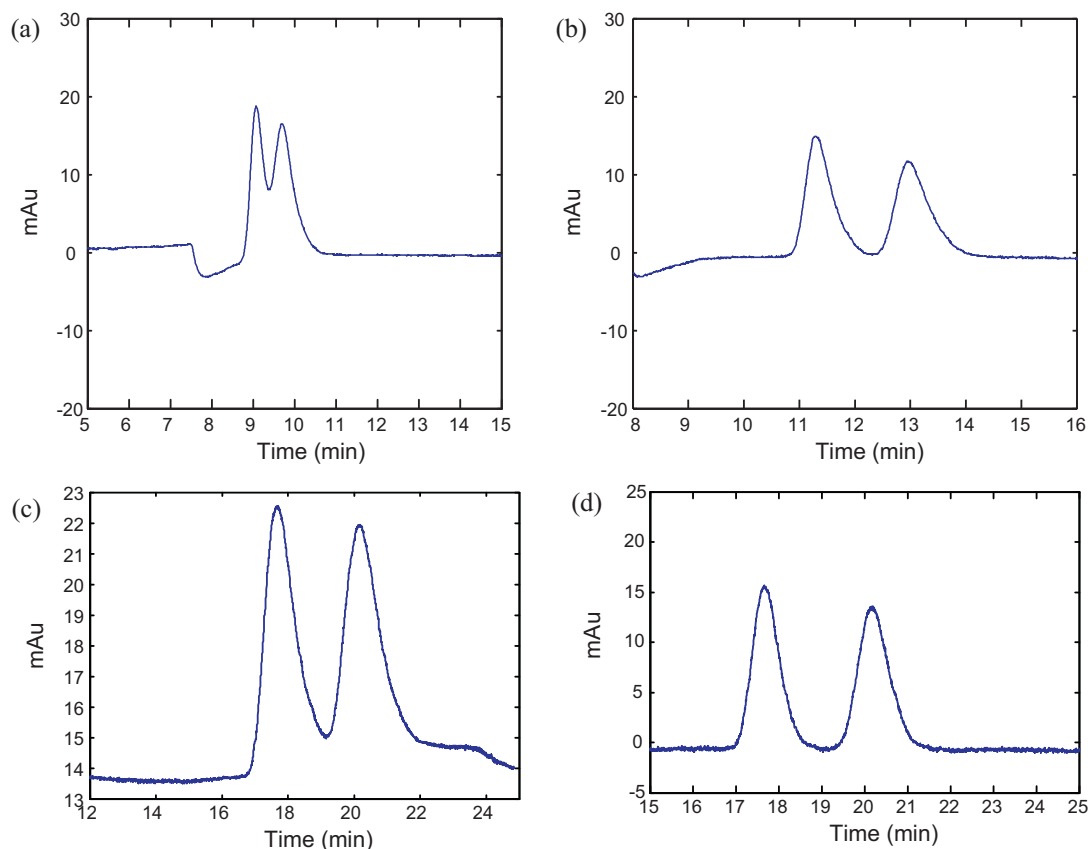 (a)
30
20
10
0
-10
-20
mAu
5 6 7 8 9 10 11 12 13 14 15
Time (min)
(b)
30
20
10
0
-10
-20
mAu
8 9 10 11 12 13 14 15 16
Time (min)
(c)
23
22
21
20
19
18
17
16
15
14
13
mAu
12 14 16 18 20 22 24
Time (min)
(d)
25
20
15
10
5
0
-5
mAu
15 16 17 18 19 20 21 22 23 24 25
Time (min)